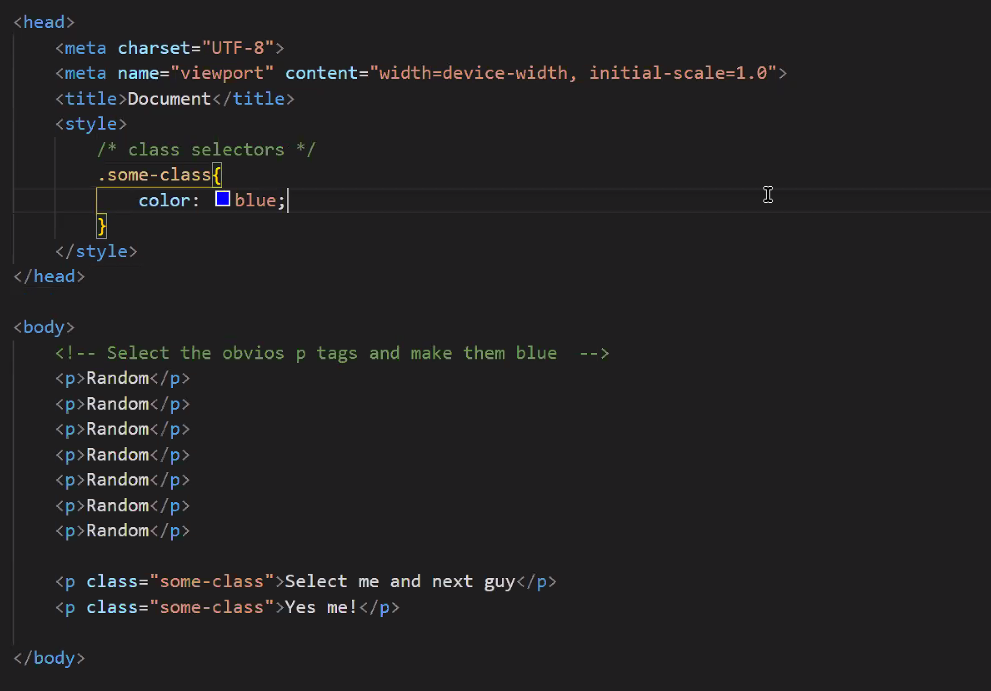 <head>
<meta charset="UTF-8">
<meta name="viewport" content="width=device-width, initial-scale=1.0">
<title>Document</title>
<style>
/* class selectors */
.some-class{
color: blue;
}
</style>
</head>
<body>
<!-- Select the obvios p tags and make them blue  -->
<p>Random</p>
<p>Random</p>
<p>Random</p>
<p>Random</p>
<p>Random</p>
<p>Random</p>
<p>Random</p>
<p class="some-class">Select me and next guy</p>
<p class="some-class">Yes me!</p>
</body>